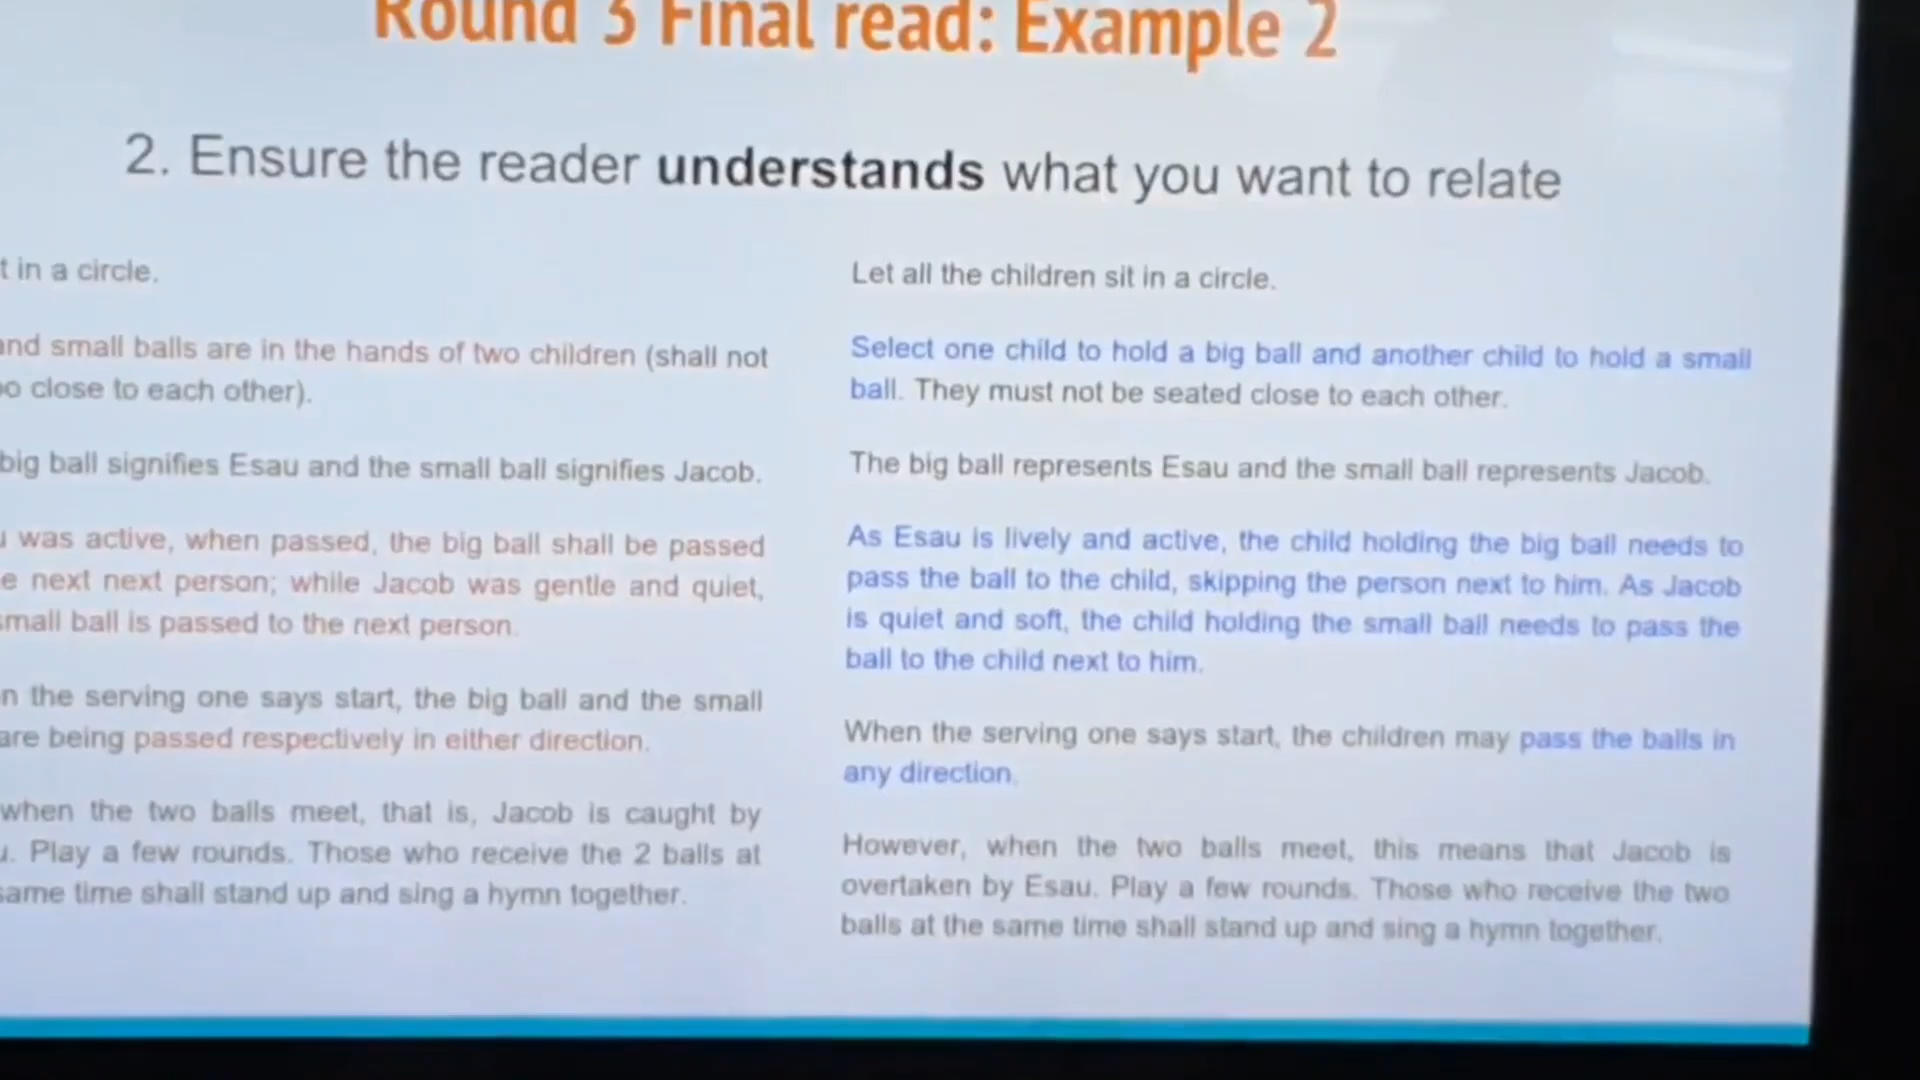 Round 3 Final read: Example 2
2. Ensure the reader understands what you want to relate
t in a circle.
and small balls are in the hands of two children (shall not
oo close to each other).
big ball signifies Esau and the small ball signifies Jacob.
u was active, when passed, the big ball shall be passed
e next next person; while Jacob was gentle and quiet,
small ball is passed to the next person.
n the serving one says start, the big ball and the small
are being passed respectively in either direction.
when the two balls meet, that is, Jacob is caught by
u. Play a few rounds. Those who receive the 2 balls at
same time shall stand up and sing a hymn together.
Let all the children sit in a circle.
Select one child to hold a big ball and another child to hold a small
ball. They must not be seated close to each other.
The big ball represents Esau and the small ball represents Jacob.
As Esau is lively and active, the child holding the big ball needs to
pass the ball to the child, skipping the person next to him. As Jacob
is quiet and soft, the child holding the small ball needs to pass the
ball to the child next to him.
When the serving one says start, the children may pass the balls in
any direction.
However, when the two balls meet, this means that Jacob is
overtaken by Esau. Play a few rounds. Those who receive the two
balls at the same time shall stand up and sing a hymn together.